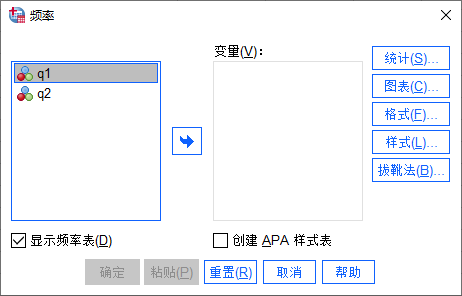 频率
变量(V):
q1
q2
统计(S)...
图表(C)...
格式(F)...
样式(L)...
拔靴法(B)...
显示频率表(D)
创建 APA 样式表
确定
粘贴(P)
重置(R)
取消
帮助